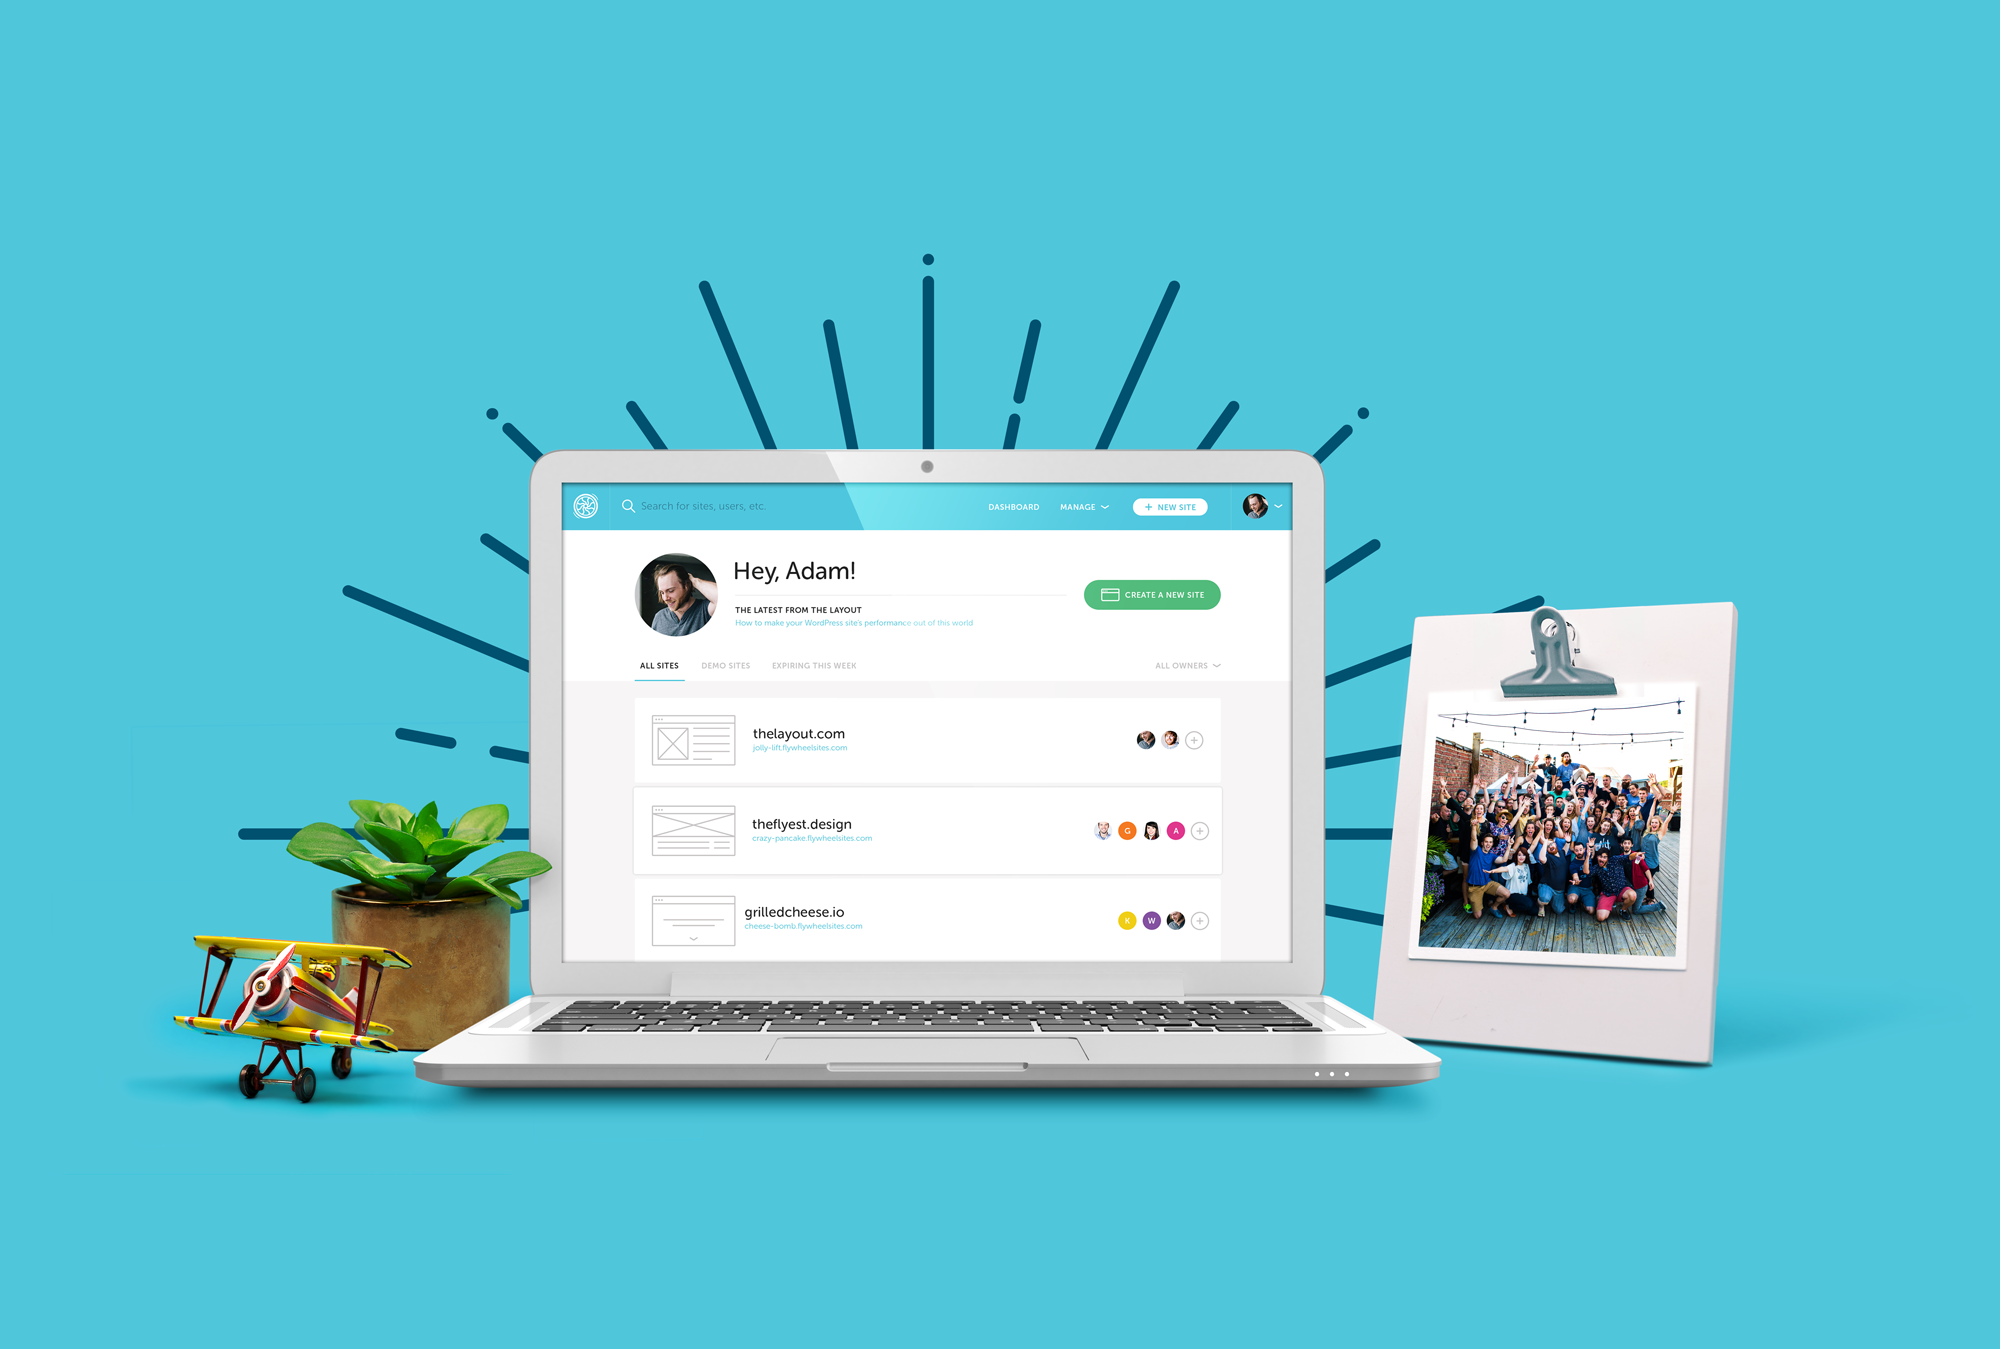 Search for sites, users, etc.
DASHBOARD
MANAGE
+ NEW SITE
Hey, Adam!
THE LATEST FROM THE LAYOUT
How to make your WordPress site's performance out of this world
CREATE A NEW SITE
ALL SITES
DEMO SITES
EXPIRING THIS WEEK
ALL OWNERS
thelayout.com
jolly-lift.flywheelsites.com
theflyest.design
crazy-pancake.flywheelsites.com
G
A
grilledcheese.io
cheese-bomb.flywheelsites.com
K
W